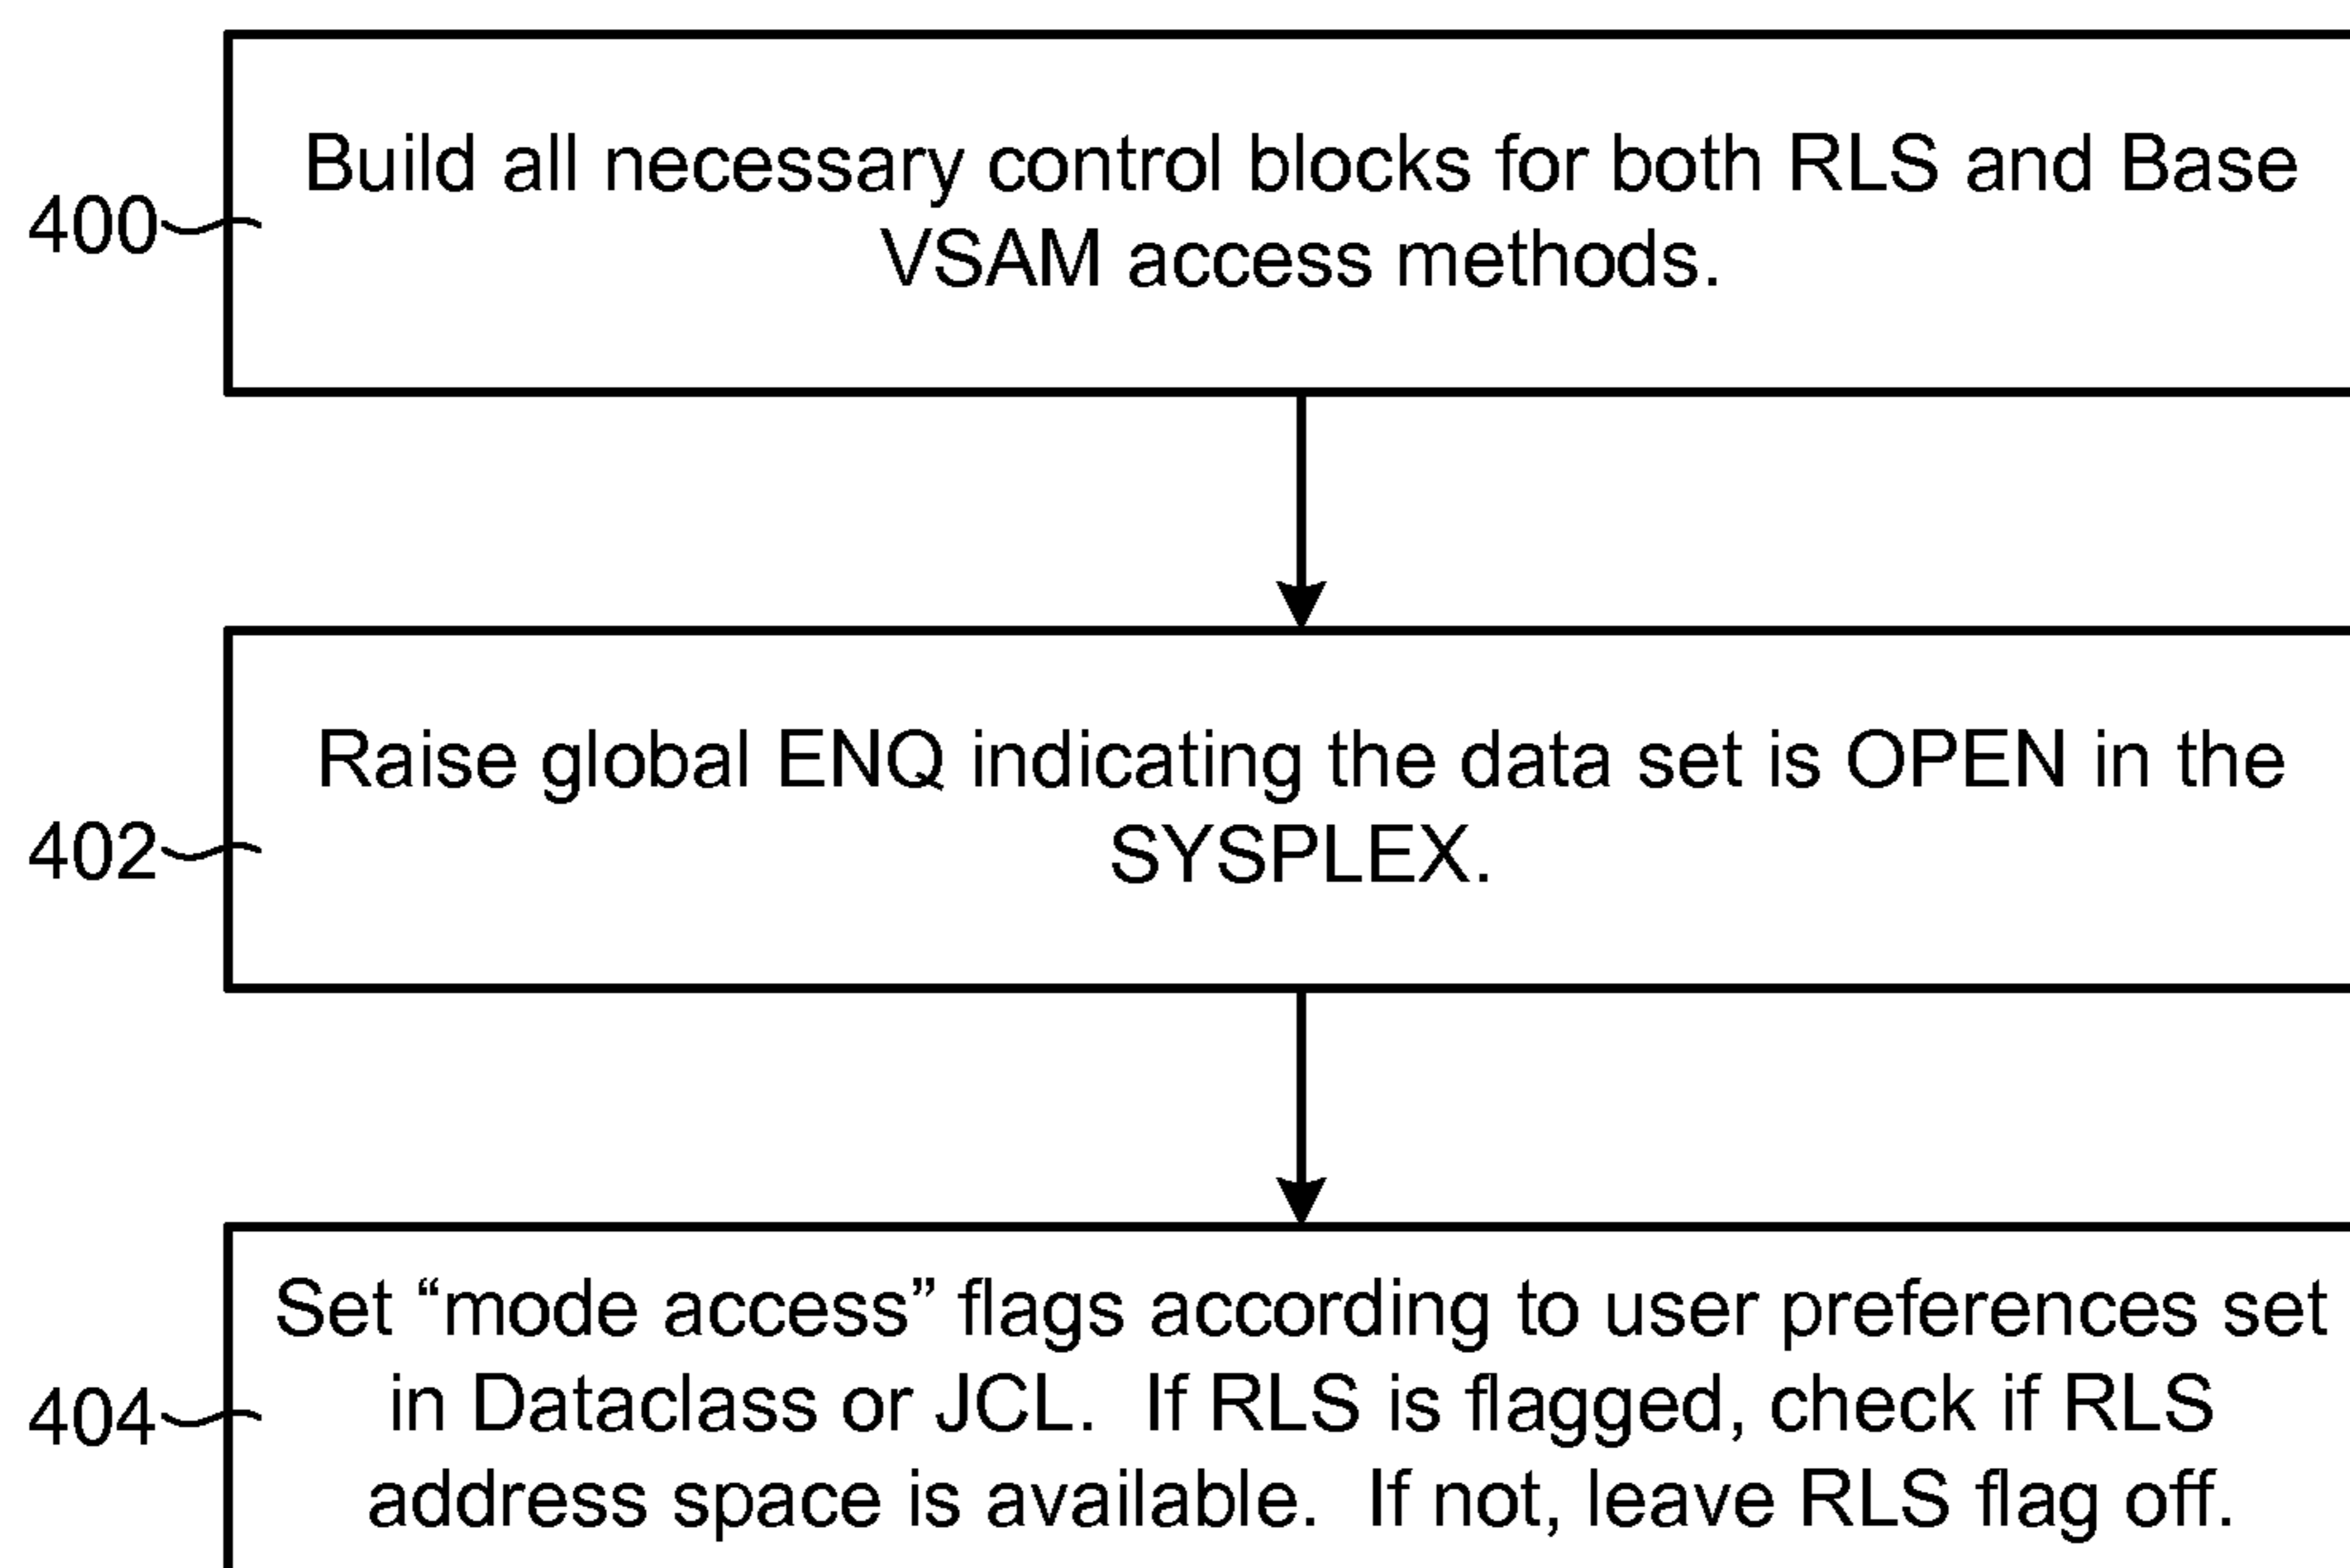 Build all necessary control blocks for both RLS and Base
400
VSAM access methods.
Raise global ENQ indicating the data set is OPEN in the
402
SYSPLEX.
Set “mode access” flags according to user preferences set
404
in Dataclass or JCL.  If RLS is flagged, check if RLS
address space is available.  If not, leave RLS flag off.